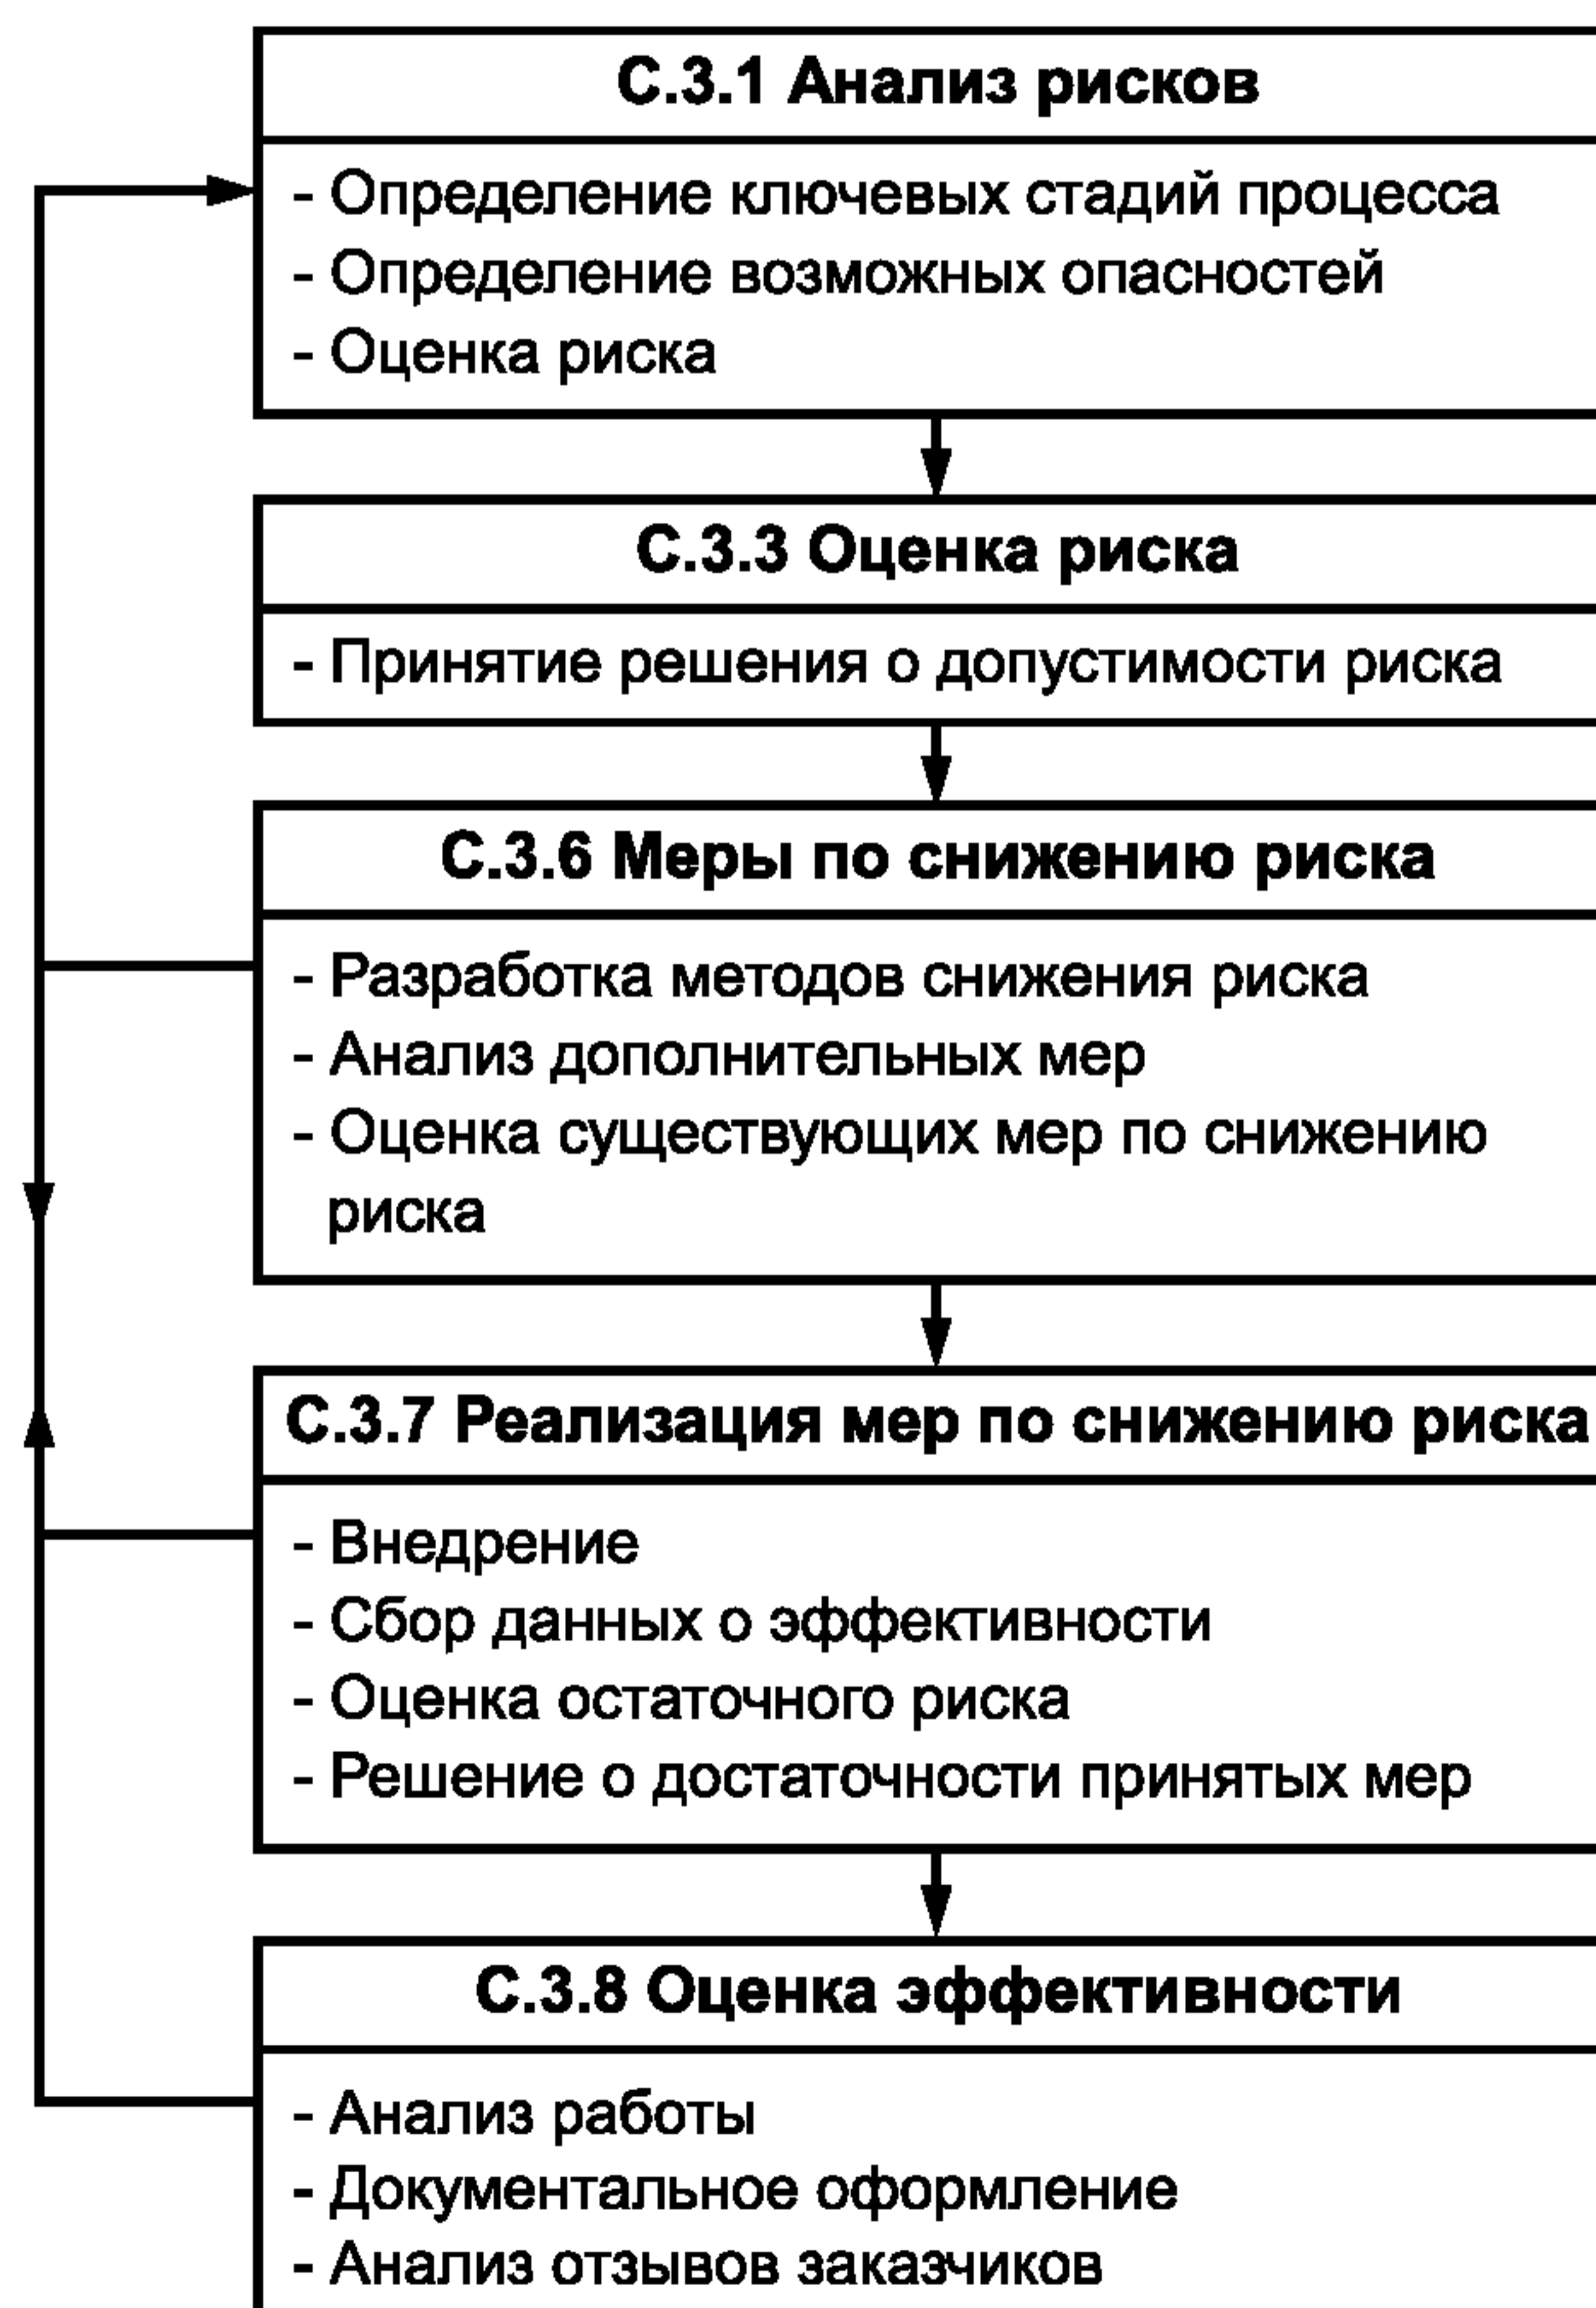 С.3.1 Анализ рисков
- Определение ключевых стадий процесса
- Определение возможных опасностей
- Оценка риска
С.3.3 Оценка риска
- Принятие решения о допустимости риска
С.3.6 Меры по снижению риска
- Разработка методов снижения риска
- Анализ дополнительных мер
- Оценка существующих мер по снижению
риска
С.3.7 Реализация мер по снижению риска
- Внедрение
- Сбор данных о эффективности
- Оценка остаточного риска
- Решение о достаточности принятых мер
С.3.8 Оценка эффективности
- Анализ работы
- Документальное оформление
- Анализ отзывов заказчиков